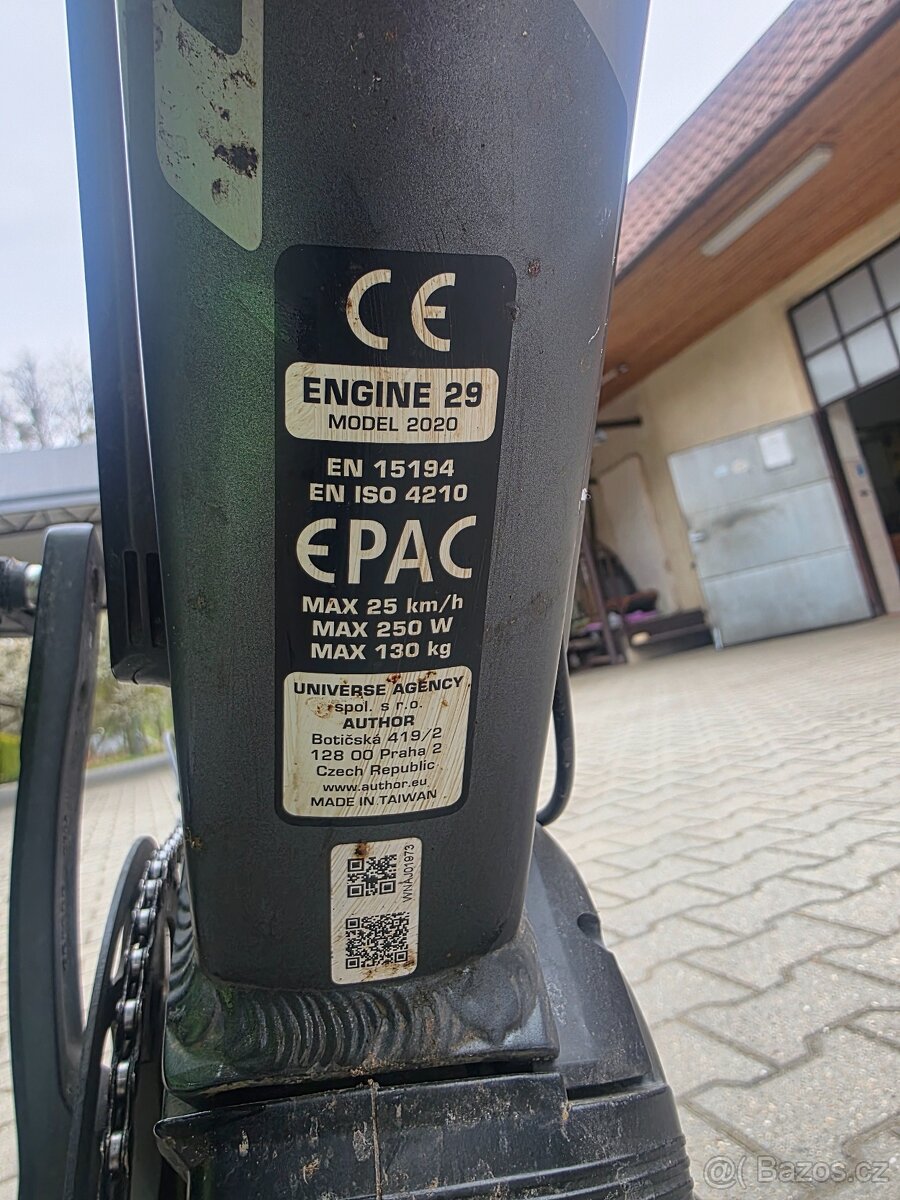 CE
ENGINE 29
MODEL 2020
EN 15194
EN ISO 4210
EPAC
MAX 25 km/h
MAX 250 W
MAX 130 kg
UNIVERSE AGENCY
spol. s r.o.
AUTHOR
Botičská 419/2
128 00 Praha 2
Czech Republic
www.author.eu
MADE IN TAIWAN
WNAJ01973
@( Bazos.cz